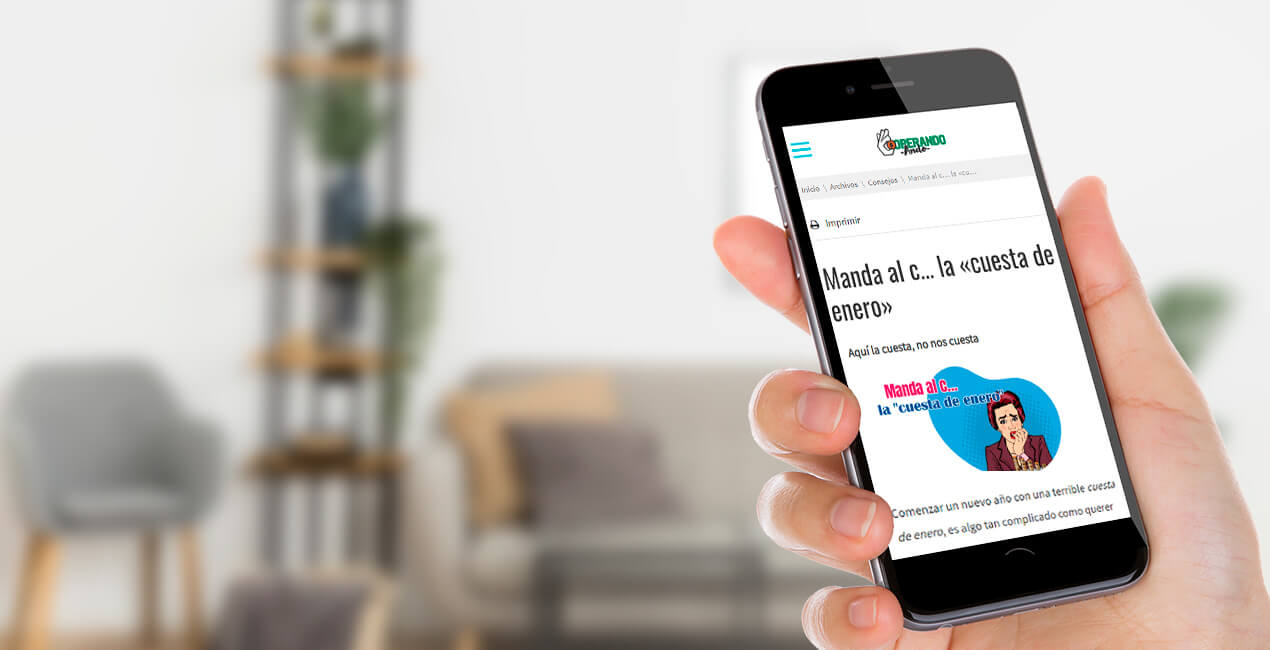 COBERANDO
-Ando-
Inicio \ Archivos \ Consejos \ Manda al c... la «cu...
Imprimir
Manda al c... la «cuesta de
enero»
Aquí la cuesta, no nos cuesta
Manda al c...
la "cuesta de enero"
Comenzar un nuevo año con una terrible cuesta
de enero, es algo tan complicado como querer